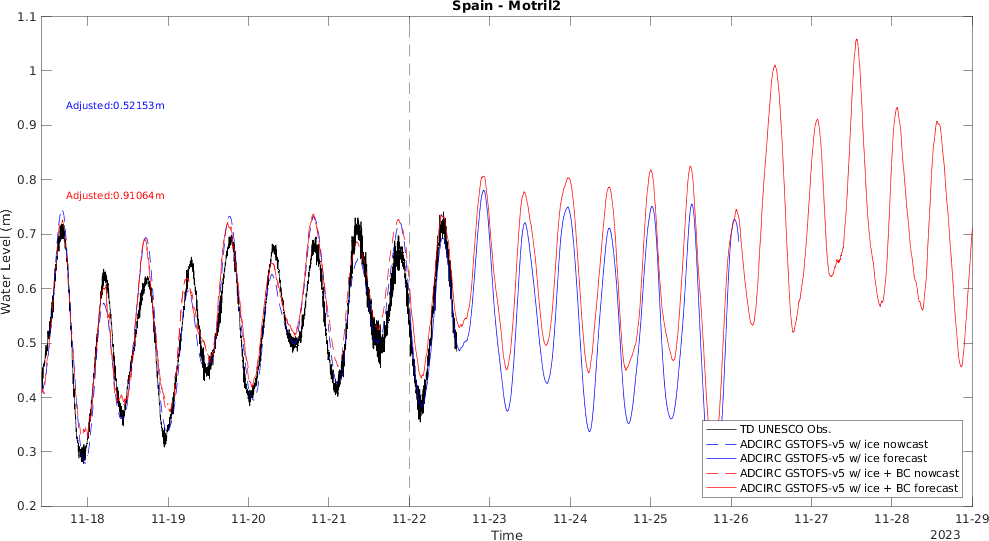 Spain - Motril2
1.1
1
0.9
0.8
0.7
0.6
0.5
0.4
0.3
0.2
Water Level (m)
Adjusted:0.52153m
Adjusted:0.91064m
TD UNESCO Obs.
ADCIRC GSTOFS-v5 w/ ice nowcast
ADCIRC GSTOFS-v5 w/ ice forecast
ADCIRC GSTOFS-v5 w/ ice + BC nowcast
ADCIRC GSTOFS-v5 w/ ice + BC forecast
11-18 11-19 11-20 11-21 11-22 11-23 11-24 11-25 11-26 11-27 11-28 11-29
Time
2023